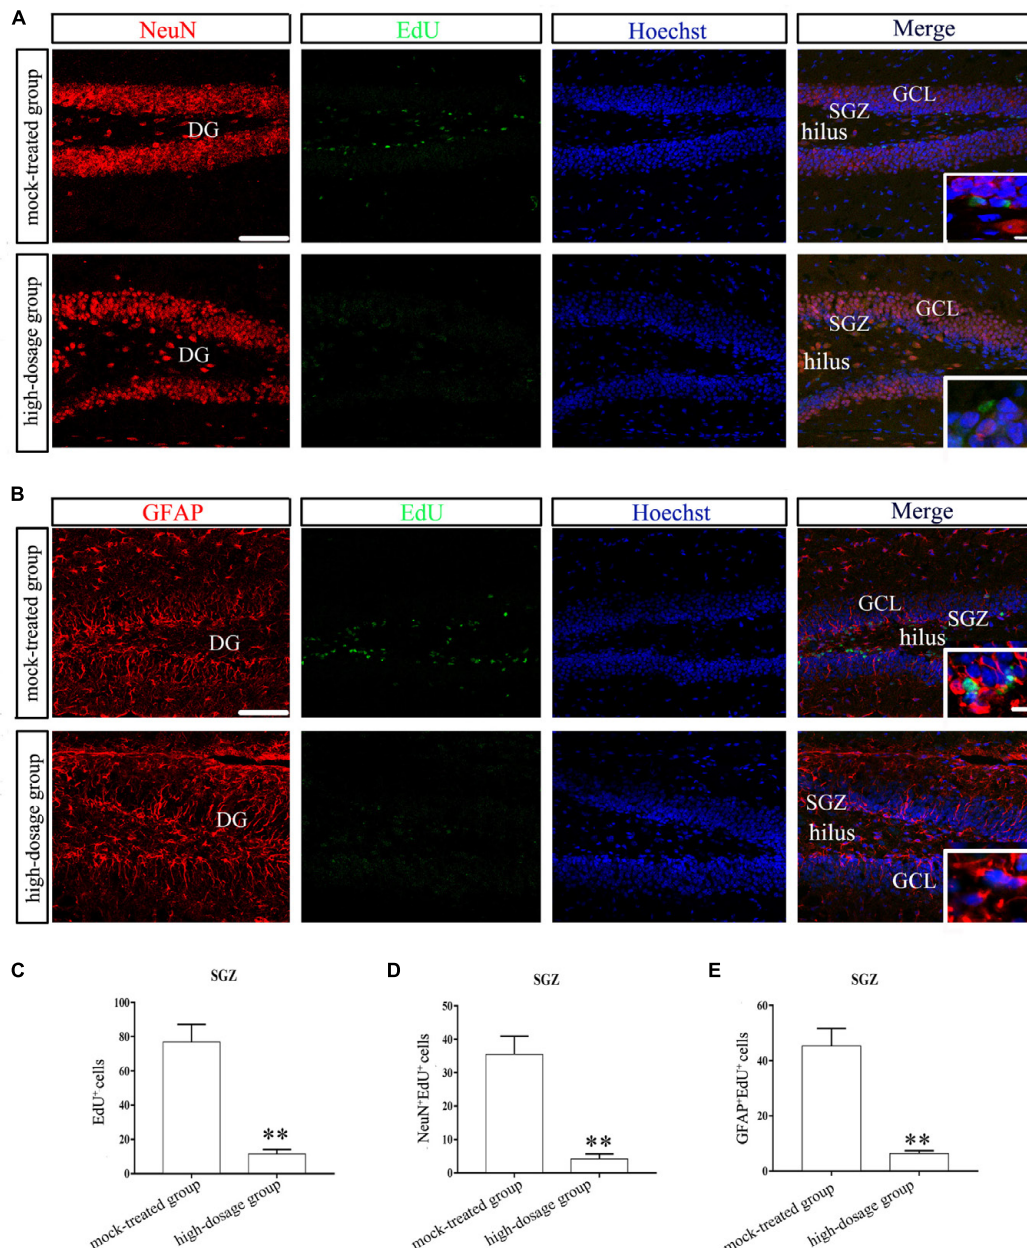 A
NeuN EdU Hoechst Merge
mock-treated group
DG
GCL
SGZ
hilus
high-dosage group
DG
GCL
SGZ
hilus
B
GFAP EdU Hoechst Merge
mock-treated group
DG
GCL
SGZ
hilus
high-dosage group
DG
SGZ
hilus
GCL
C
SGZ
EdU+ cells
100
80
60
40
20
0
**
mock-treated group
high-dosage group
D
SGZ
NeuN+EdU+ cells
50
40
30
20
10
0
**
mock-treated group
high-dosage group
E
SGZ
GFAP+EdU+ cells
60
40
20
0
**
mock-treated group
high-dosage group